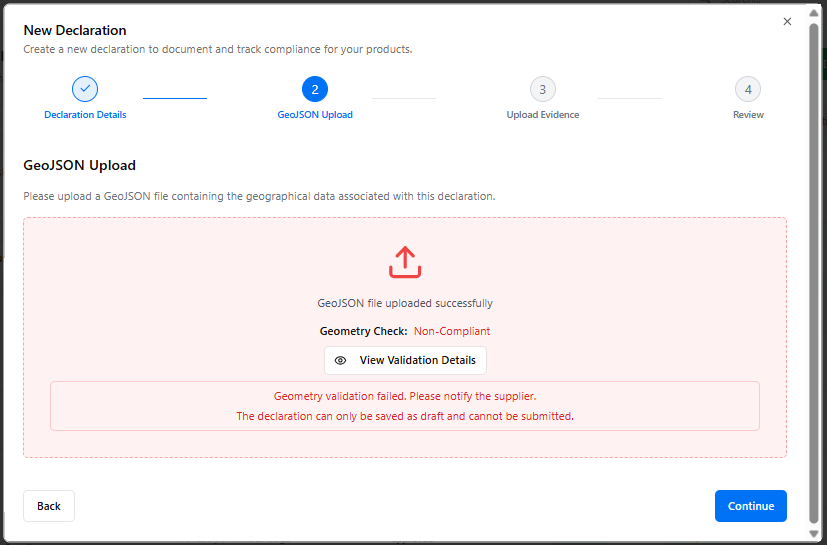 New Declaration
Create a new declaration to document and track compliance for your products.
2
3
4
Declaration Details
GeoJSON Upload
Upload Evidence
Review
GeoJSON Upload
Please upload a GeoJSON file containing the geographical data associated with this declaration.
GeoJSON file uploaded successfully
Geometry Check: Non-Compliant
View Validation Details
Geometry validation failed. Please notify the supplier.
The declaration can only be saved as draft and cannot be submitted.
Back
Continue